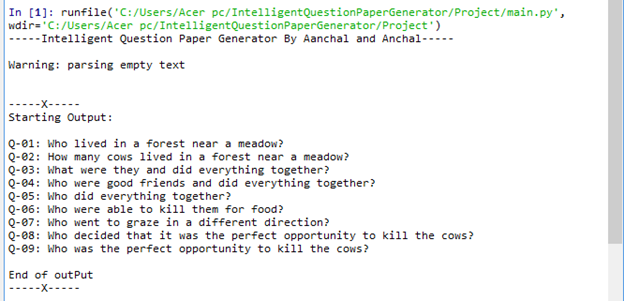 In [1]: runfile('C:/Users/Acer pc/IntelligentQuestionPaperGenerator/Project/main.py',
wdir='C:/Users/Acer pc/IntelligentQuestionPaperGenerator/Project')
-----Intelligent Question Paper Generator By Aanchal and Anchal-----
Warning: parsing empty text
-----X-----
Starting Output:
Q-01: Who lived in a forest near a meadow?
Q-02: How many cows lived in a forest near a meadow?
Q-03: What were they and did everything together?
Q-04: Who were good friends and did everything together?
Q-05: Who did everything together?
Q-06: Who were able to kill them for food?
Q-07: Who went to graze in a different direction?
Q-08: Who decided that it was the perfect opportunity to kill the cows?
Q-09: Who was the perfect opportunity to kill the cows?
End of outPut
-----X-----